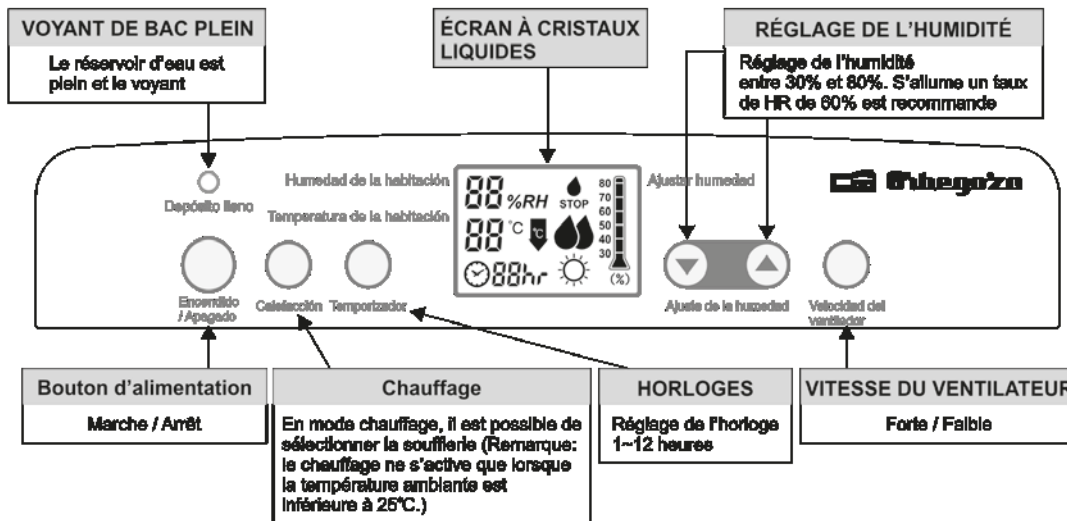 VOYANT DE BAC PLEIN
Le réservoir d'eau est
plein et le voyant
ÉCRAN À CRISTAUX
LIQUIDES
RÉGLAGE DE L'HUMIDITÉ
Réglage de l'humidité
entre 30% et 80%. S'allume un taux
de HR de 60% est recommande
Depósito lleno
Humedad de la habitación
Temperatura de la habitación
88 %RH
STOP
88 °C
°C
88hr
80
70
60
50
40
30
(%)
Ajustar humedad
Orbegozo
Encendido
/ Apagado
Calefacción
Temporizador
Ajuste de la humedad
Velocidad del
ventilador
Bouton d'alimentation
Marche / Arrêt
Chauffage
En mode chauffage, il est possible de
sélectionner la soufflerie (Remarque:
le chauffage ne s'active que lorsque
la température ambiante est
inférieure à 25°C.)
HORLOGES
Réglage de l'horloge
1~12 heures
VITESSE DU VENTILATEUR
Forte / Faible